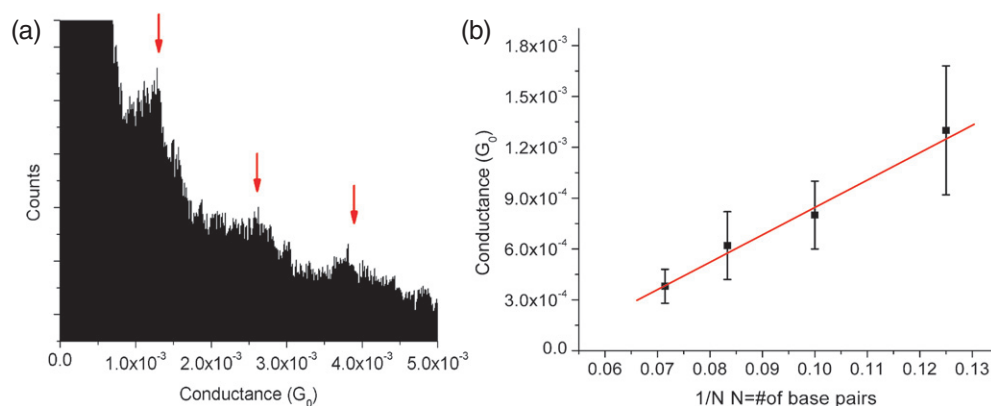 (a)
Counts
0.0 1.0x10⁻³ 2.0x10⁻³ 3.0x10⁻³ 4.0x10⁻³ 5.0x10⁻³
Conductance (G₀)
(b)
Conductance (G₀)
1.8x10⁻³
1.5x10⁻³
1.2x10⁻³
9.0x10⁻⁴
6.0x10⁻⁴
3.0x10⁻⁴
0.0
0.06 0.07 0.08 0.09 0.10 0.11 0.12 0.13
1/N N=#of base pairs